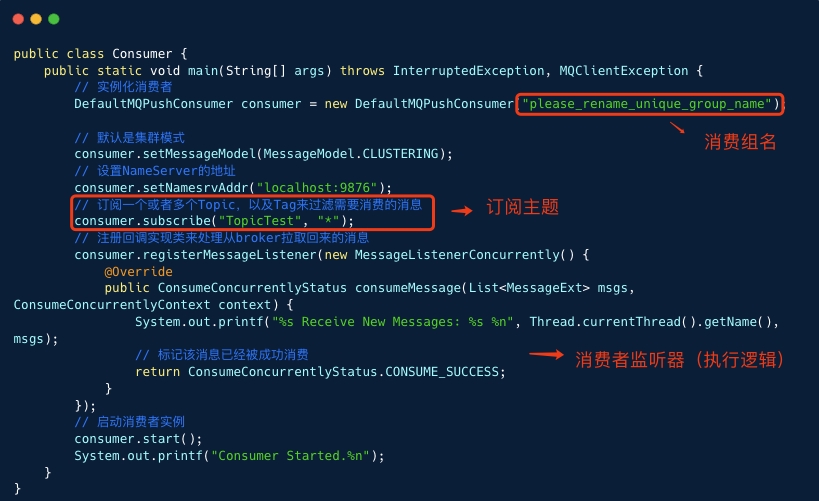 public class Consumer {
public static void main(String[] args) throws InterruptedException, MQClientException {
// 实例化消费者
DefaultMQPushConsumer consumer = new DefaultMQPushConsumer("please_rename_unique_group_name");
消费组名
// 默认是集群模式
consumer.setMessageModel(MessageModel.CLUSTERING);
// 设置NameServer的地址
consumer.setNamesrvAddr("localhost:9876");
// 订阅一个或者多个Topic，以及Tag来过滤需要消费的消息
consumer.subscribe("TopicTest", "*");
订阅主题
// 注册回调实现类来处理从broker拉取回来的消息
consumer.registerMessageListener(new MessageListenerConcurrently() {
@Override
public ConsumeConcurrentlyStatus consumeMessage(List<MessageExt> msgs,
ConsumeConcurrentlyContext context) {
System.out.printf("%s Receive New Messages: %s %n", Thread.currentThread().getName(),
msgs);
// 标记该消息已经被成功消费
return ConsumeConcurrentlyStatus.CONSUME_SUCCESS;
消费者监听器（执行逻辑）
}
});
// 启动消费者实例
consumer.start();
System.out.printf("Consumer Started.%n");
}
}